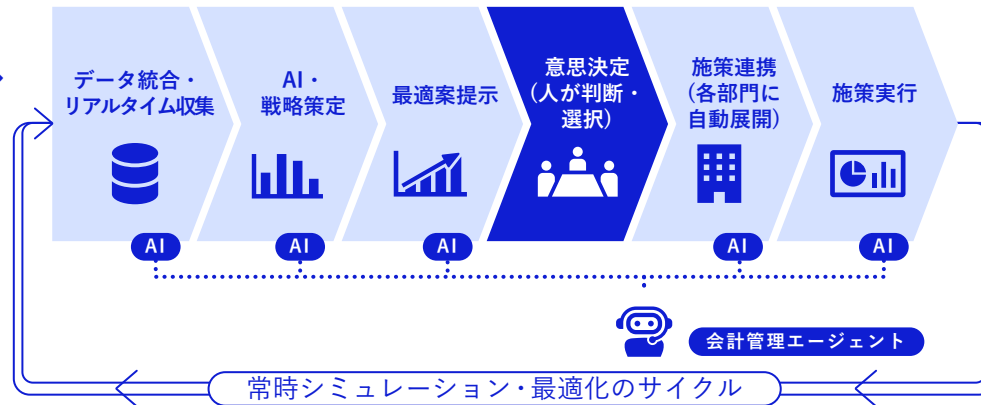 データ統合・
リアルタイム収集
AI・
戦略策定
最適案提示
意思決定
(人が判断・
選択)
施策連携
(各部門に
自動展開)
施策実行
AI
AI
AI
AI
AI
会計管理エージェント
常時シミュレーション・最適化のサイクル